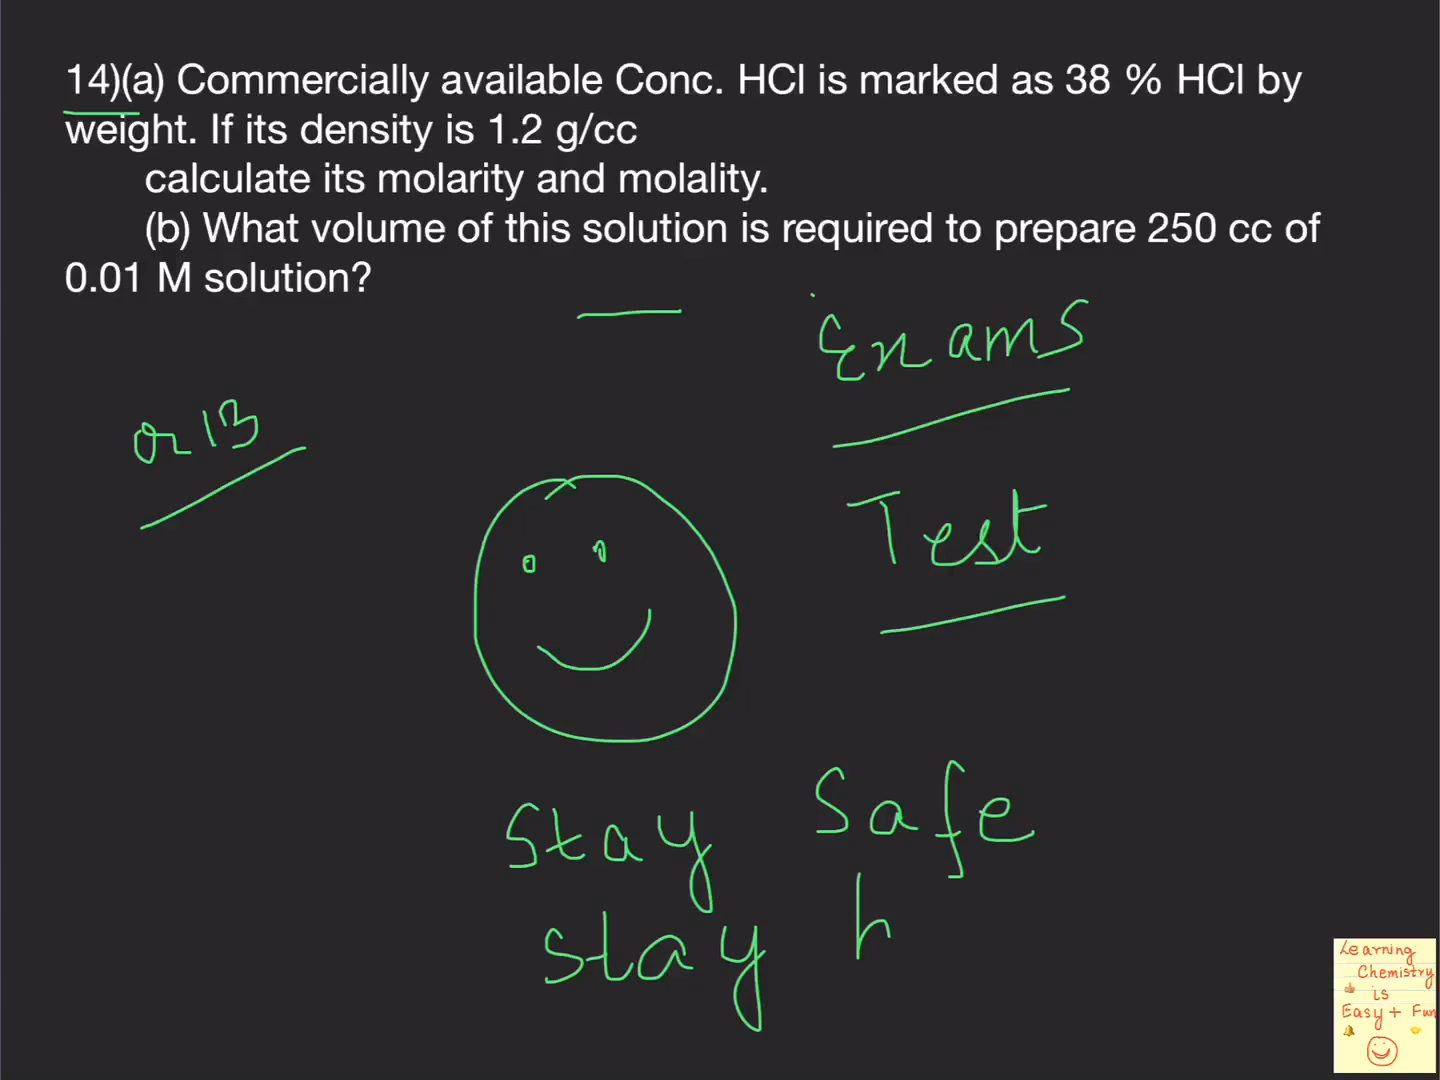 14)(a) Commercially available Conc. HCl is marked as 38 % HCl by
weight. If its density is 1.2 g/cc
calculate its molarity and molality.
(b) What volume of this solution is required to prepare 250 cc of
0.01 M solution?
Exams
or 13
Test
Stay Safe
Stay h
Learning
Chemistry
is
Easy + Fun